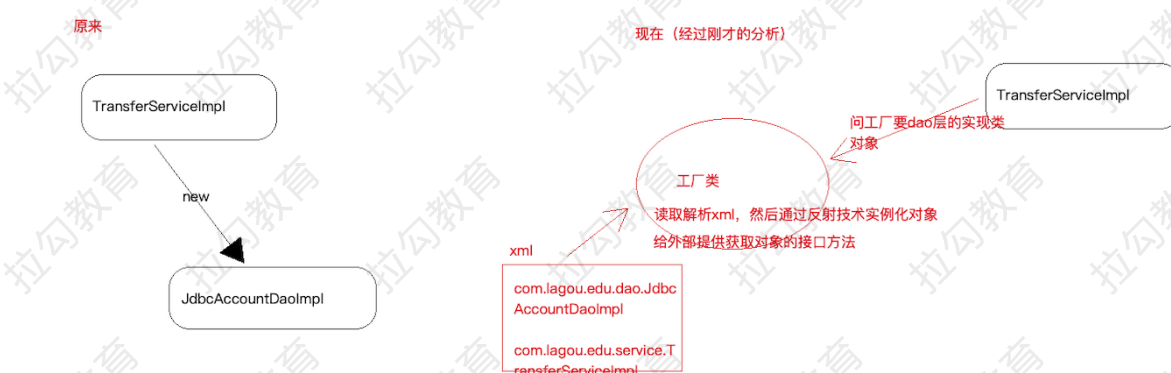 原来
TransferServiceImpl
new
JdbcAccountDaoImpl
现在（经过刚才的分析）
TransferServiceImpl
问工厂要dao层的实现类
对象
工厂类
读取解析xml，然后通过反射技术实例化对象
给外部提供获取对象的接口方法
xml
com.lagou.edu.dao.Jdbc
AccountDaoImpl
com.lagou.edu.service.T
ransferServiceImpl
拉勾教育